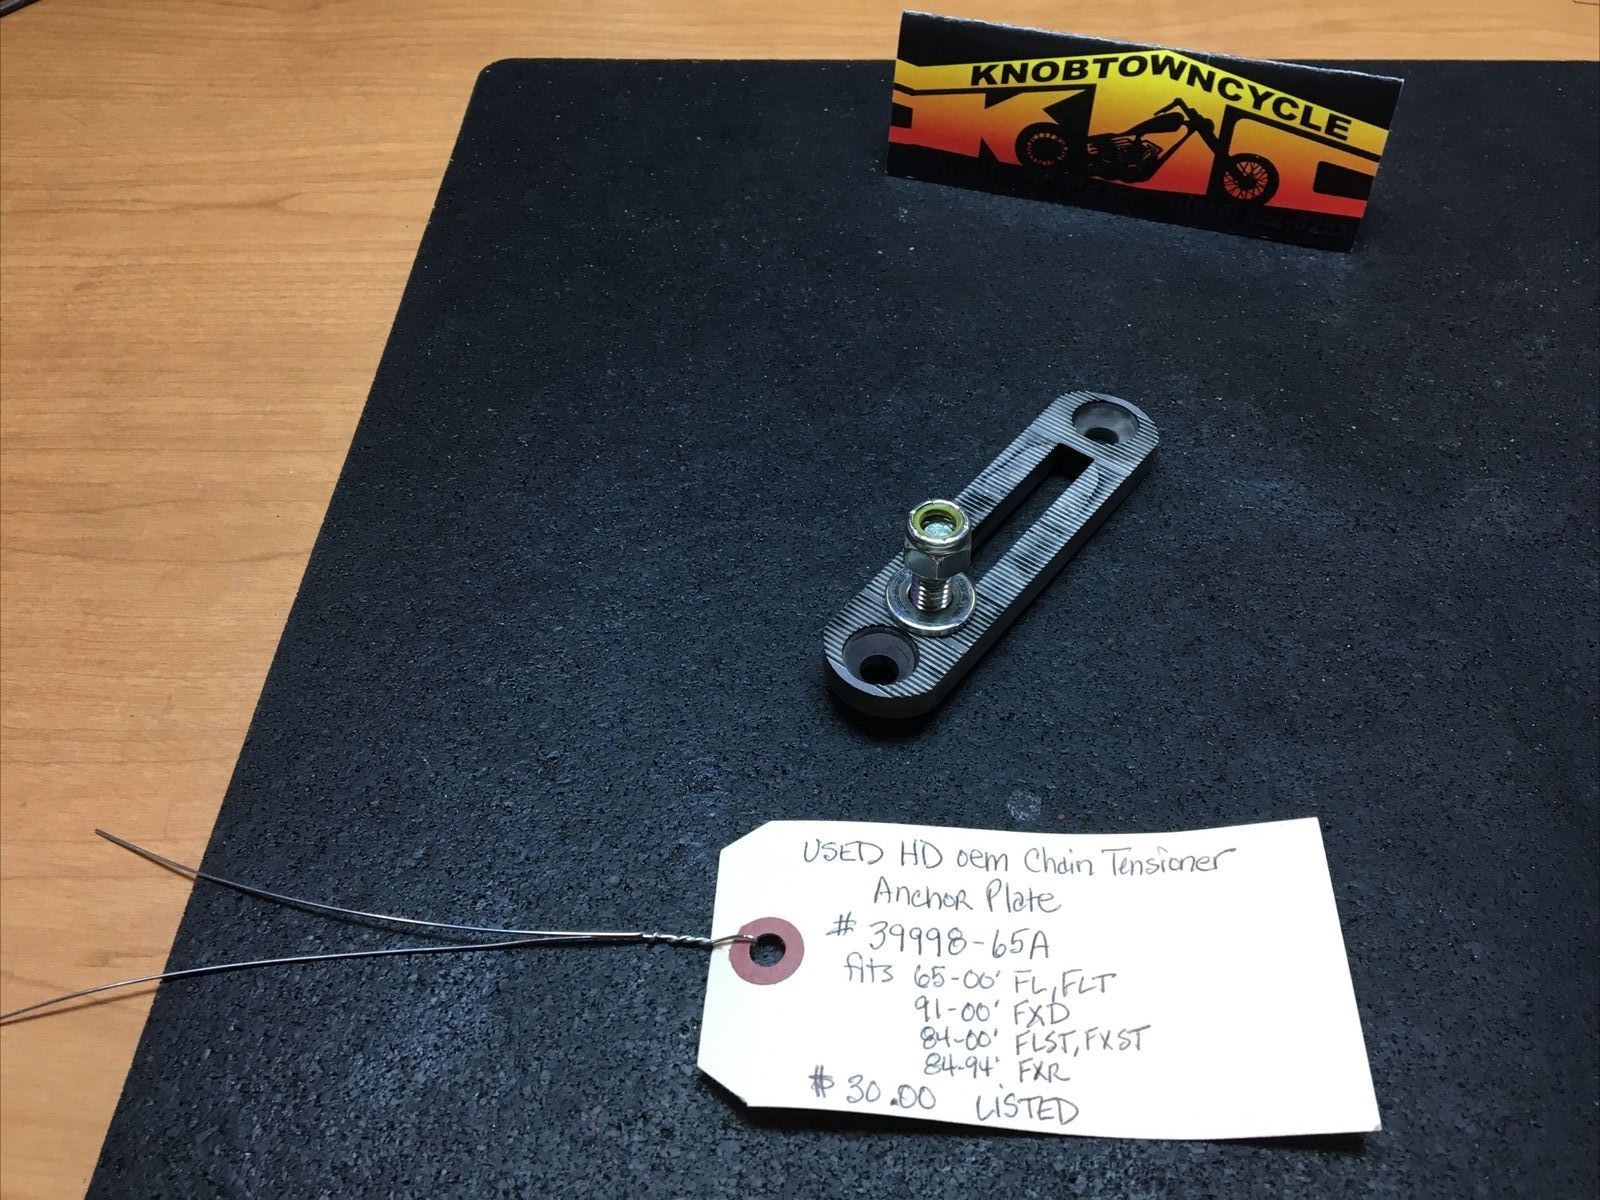 KNOBTOWNCYCLE
KTC
USED HD oem Chain Tensioner
Anchor Plate
# 39998-65A
fits 65-00' FL, FLT
91-00' FXD
84-00' FLST, FXST
84-94' FXR
$ 30.00 LISTED